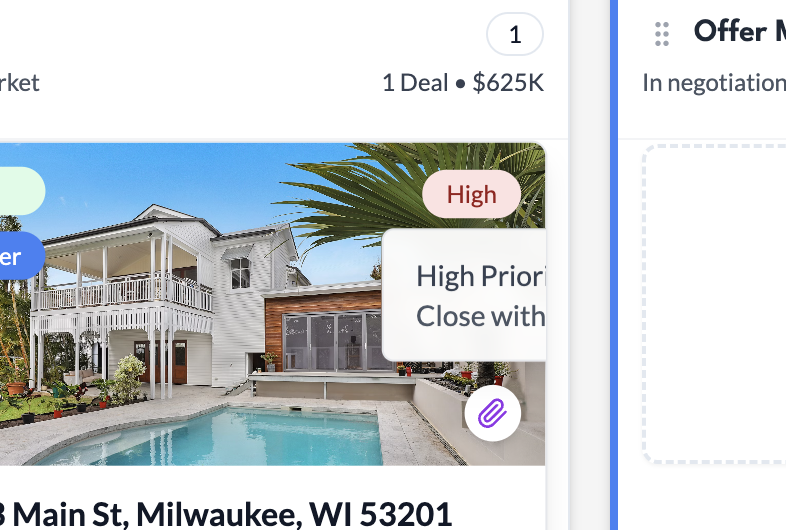 1
rket
1 Deal • $625K
High
er
High Priori
Close with
3 Main St, Milwaukee, WI 53201
Offer M
In negotiation